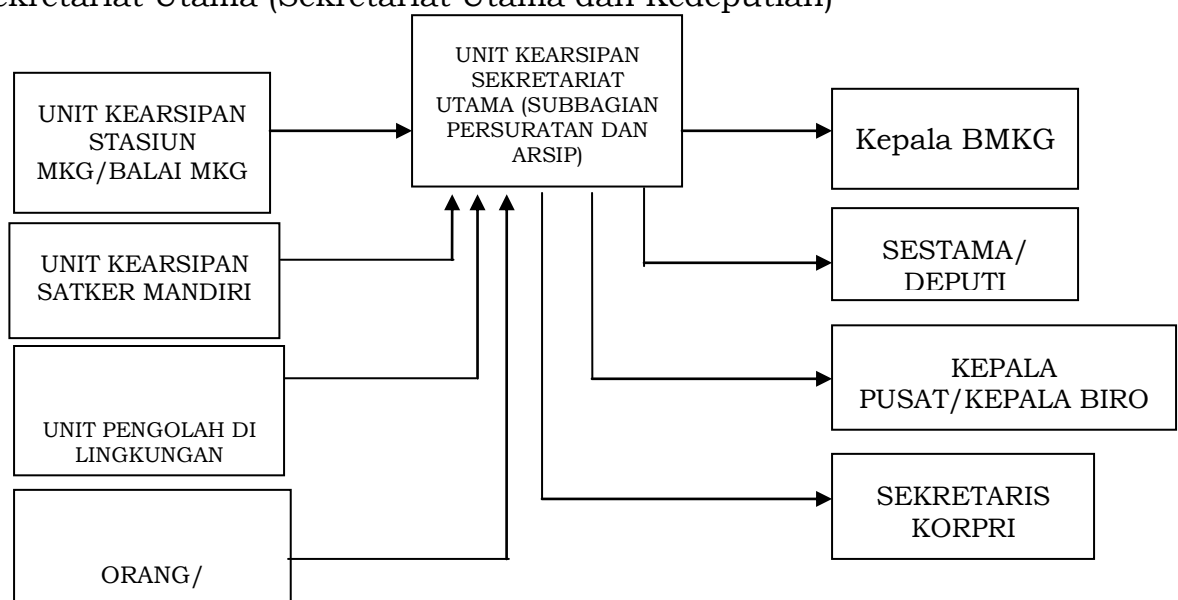 Sekretariat Utama (Sekretariat Utama dan Kedeputian)
UNIT KEARSIPAN
SEKRETARIAT
UTAMA (SUBBAGIAN
PERSURATAN DAN
ARSIP)
UNIT KEARSIPAN
STASIUN
MKG/BALAI MKG
UNIT KEARSIPAN
SATKER MANDIRI
UNIT PENGOLAH DI
LINGKUNGAN
ORANG/
Kepala BMKG
SESTAMA/
DEPUTI
KEPALA
PUSAT/KEPALA BIRO
SEKRETARIS
KORPRI